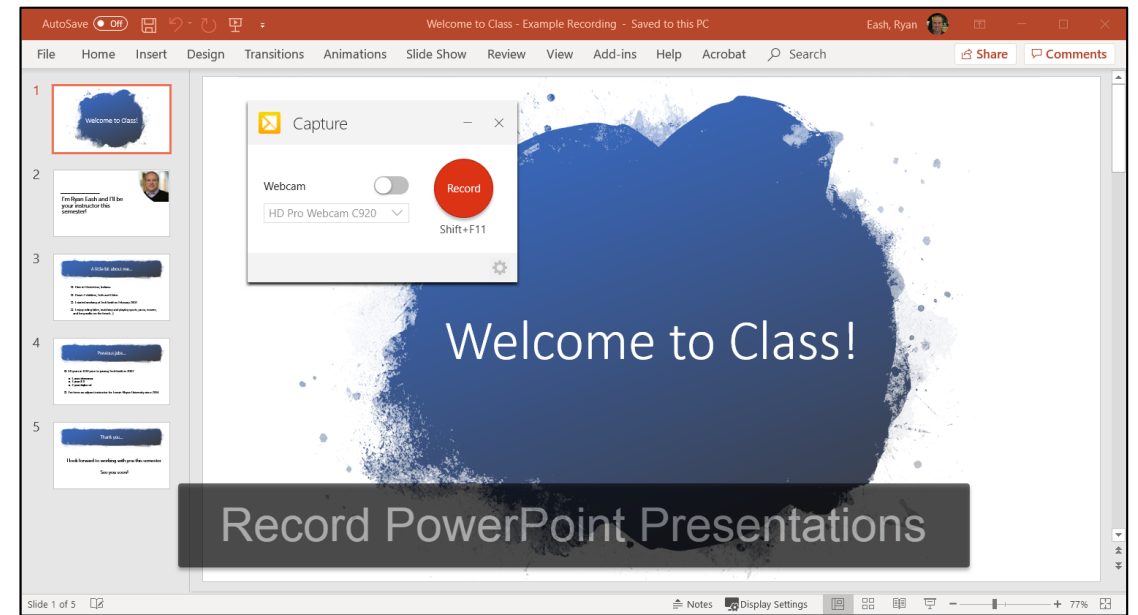 AutoSave Off Welcome to Class - Example Recording - Saved to this PC Eash, Ryan
File Home Insert Design Transitions Animations Slide Show Review View Add-ins Help Acrobat Search Share Comments
1
Welcome to Class!
2
I'm Ryan Eash and I'll be
your instructor this
semester!
3
A little bit about me...
4
Previous jobs...
5
Thank you...
I look forward to working with you this semester
See you soon!
Capture
Webcam
Record
HD Pro Webcam C920
Shift+F11
Welcome to Class!
Record PowerPoint Presentations
Slide 1 of 5 Notes Display Settings 77%